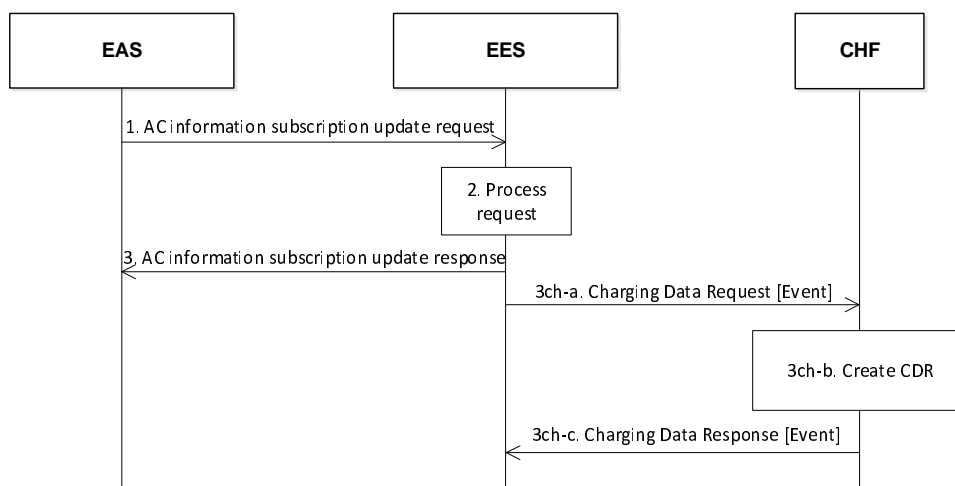 EAS
EES
CHF
1. AC information subscription update request
2. Process
request
3. AC information subscription update response
3ch-a. Charging Data Request [Event]
3ch-b. Create CDR
3ch-c. Charging Data Response [Event]